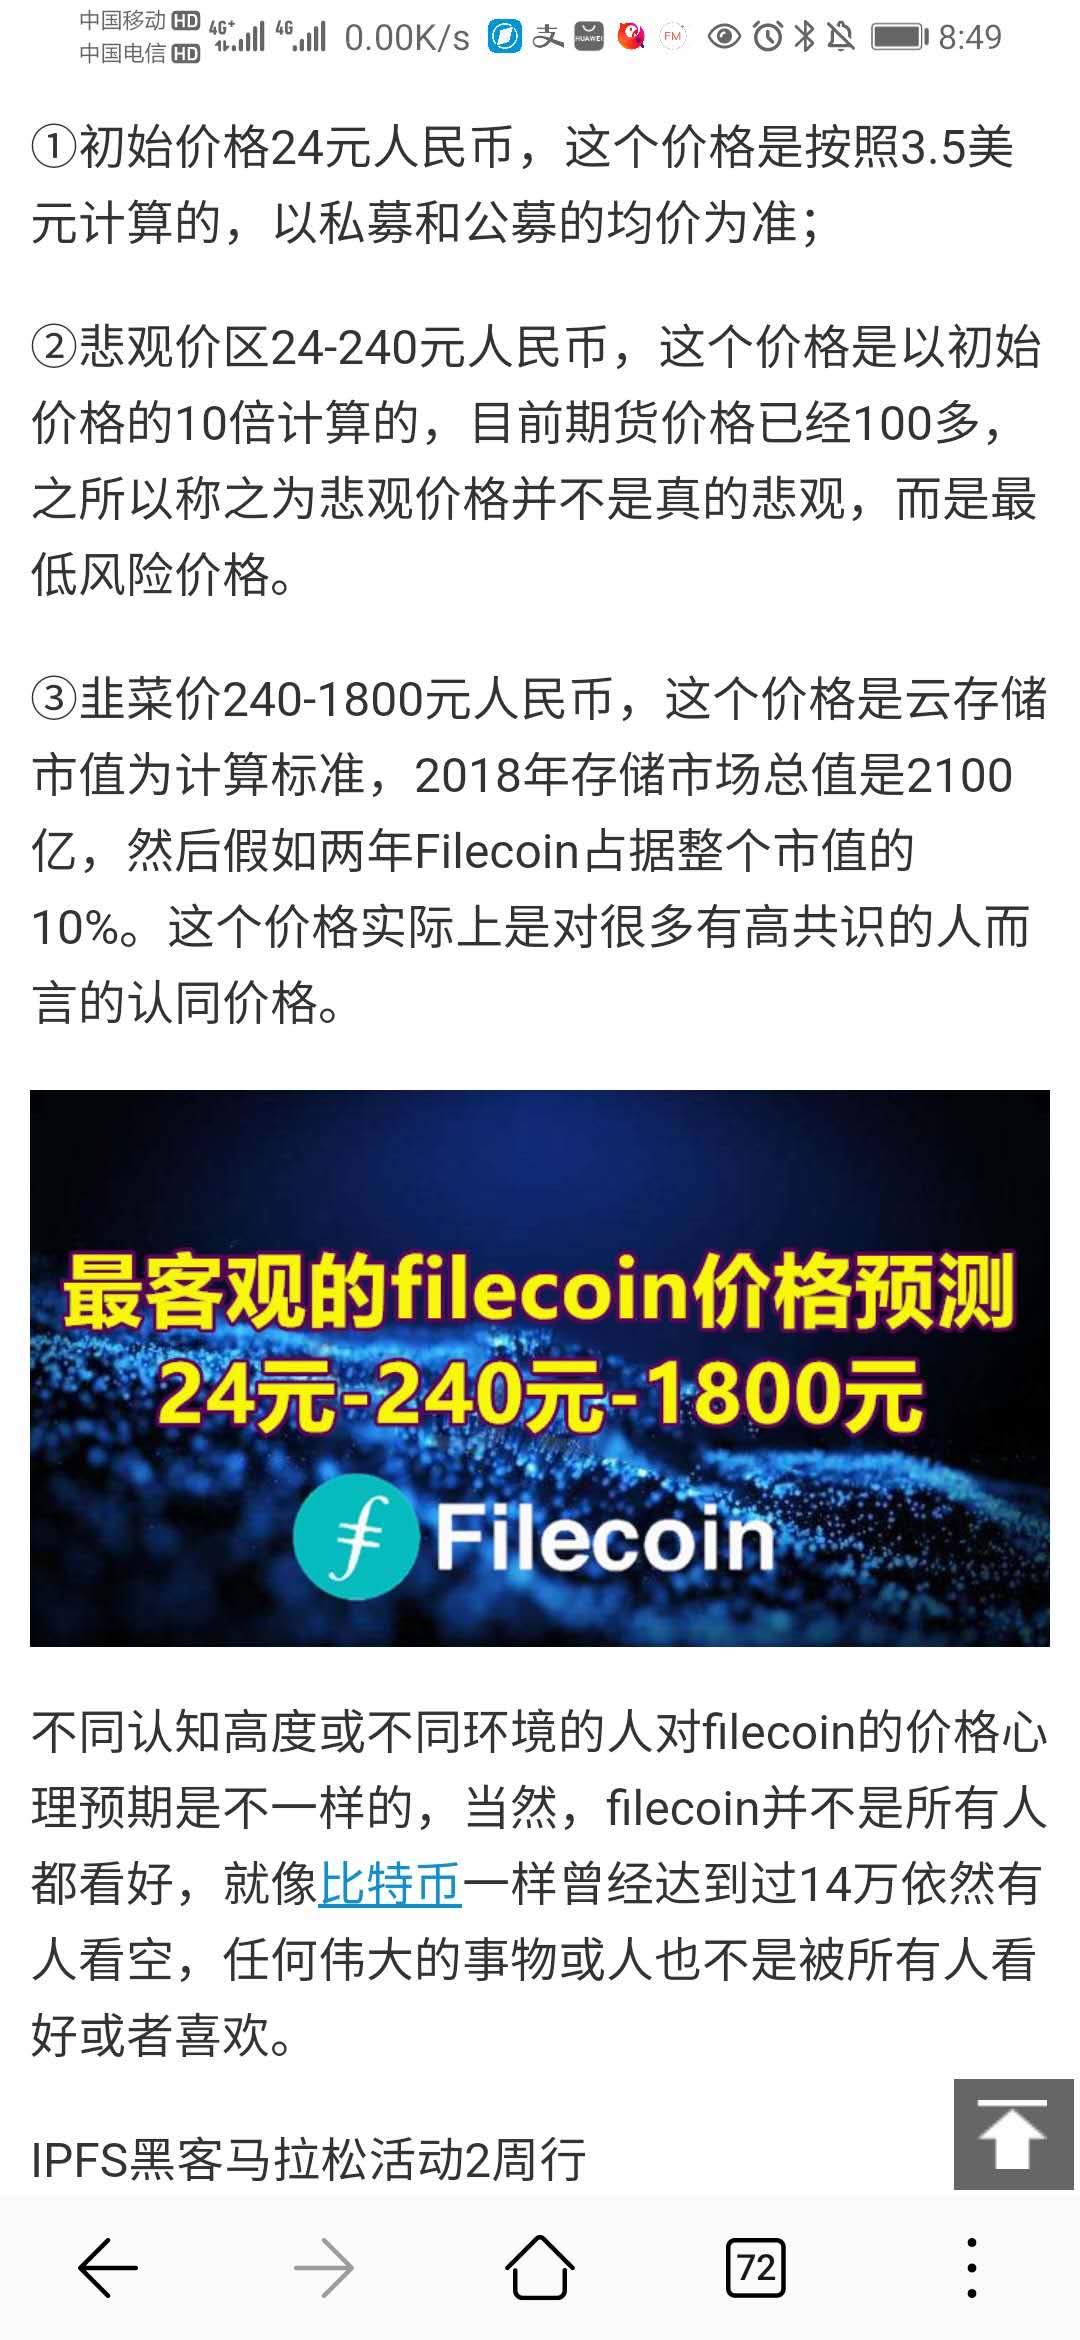 中国移动 HD 4G+ 4G 0.00K/s 支 HUAWEI FM 8:49
中国电信 HD
①初始价格24元人民币，这个价格是按照3.5美
元计算的，以私募和公募的均价为准；
②悲观价区24-240元人民币，这个价格是以初始
价格的10倍计算的，目前期货价格已经100多，
之所以称之为悲观价格并不是真的悲观，而是最
低风险价格。
③韭菜价240-1800元人民币，这个价格是云存储
市值为计算标准，2018年存储市场总值是2100
亿，然后假如两年Filecoin占据整个市值的
10%。这个价格实际上是对很多有高共识的人而
言的认同价格。
最客观的filecoin价格预测
24元-240元-1800元
Filecoin
不同认知高度或不同环境的人对filecoin的价格心
理预期是不一样的，当然，filecoin并不是所有人
都看好，就像比特币一样曾经达到过14万依然有
人看空，任何伟大的事物或人也不是被所有人看
好或者喜欢。
IPFS黑客马拉松活动2周行
72